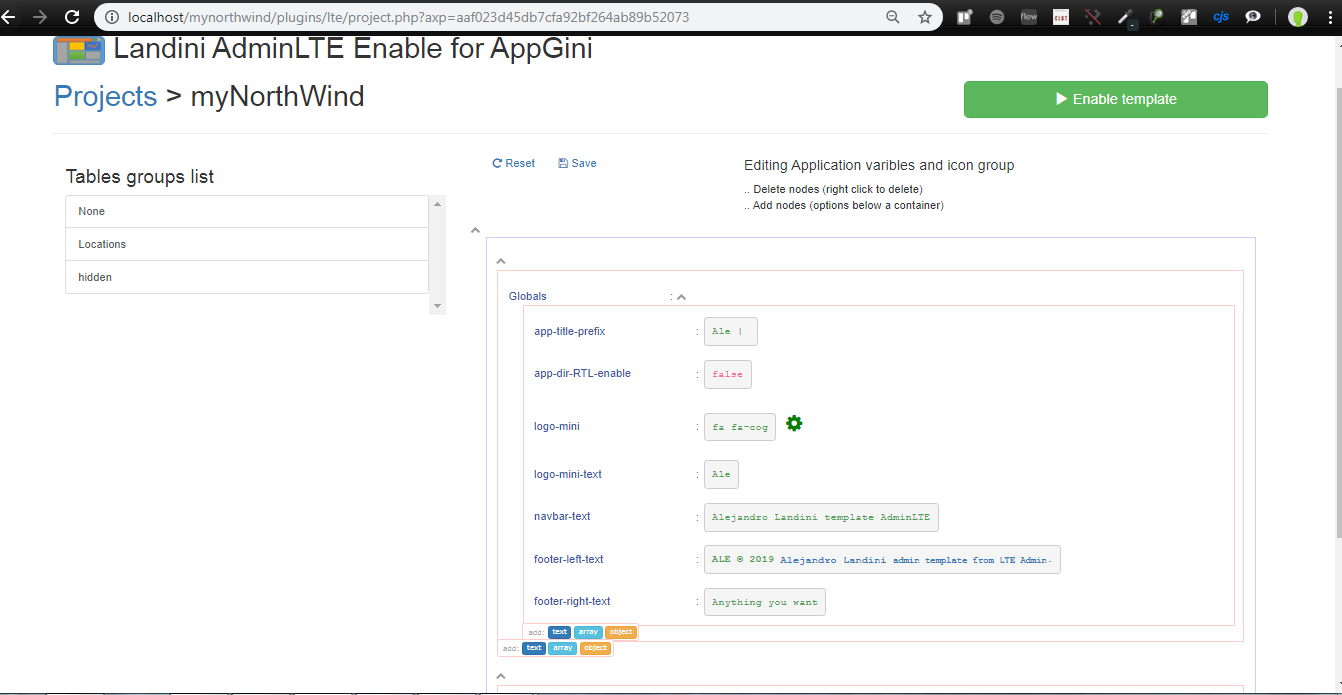 localhost/mynorthwind/plugins/lte/project.php?axp=aaf023d45db7cfa92bf264ab89b52073
flew
CLUT
cjs
Landini AdminLTE Enable for AppGini
Projects > myNorthWind
Enable template
Tables groups list
None
Locations
hidden
Reset Save
Editing Application varibles and icon group
.. Delete nodes (right click to delete)
.. Add nodes (options below a container)
Globals :
app-title-prefix : Ale |
app-dir-RTL-enable : false
logo-mini : fa fa-cog
logo-mini-text : Ale
navbar-text : Alejandro Landini template AdminLTE
footer-left-text : ALE © 2019 Alejandro Landini admin template from LTE Admin.
footer-right-text : Anything you want
add: text array object
add: text array object